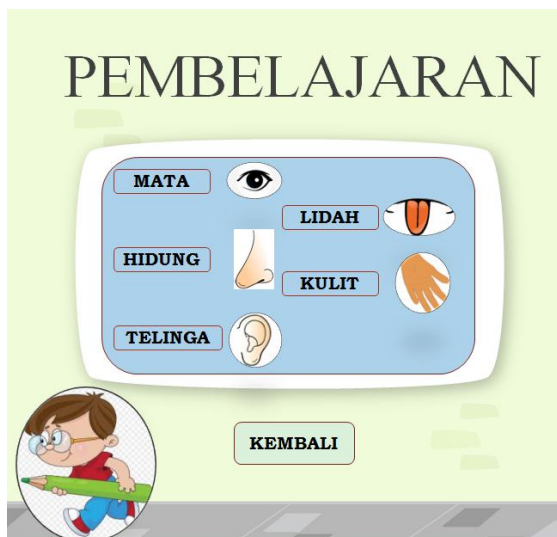 PEMBELAJARAN
MATA
LIDAH
HIDUNG
KULIT
TELINGA
KEMBALI